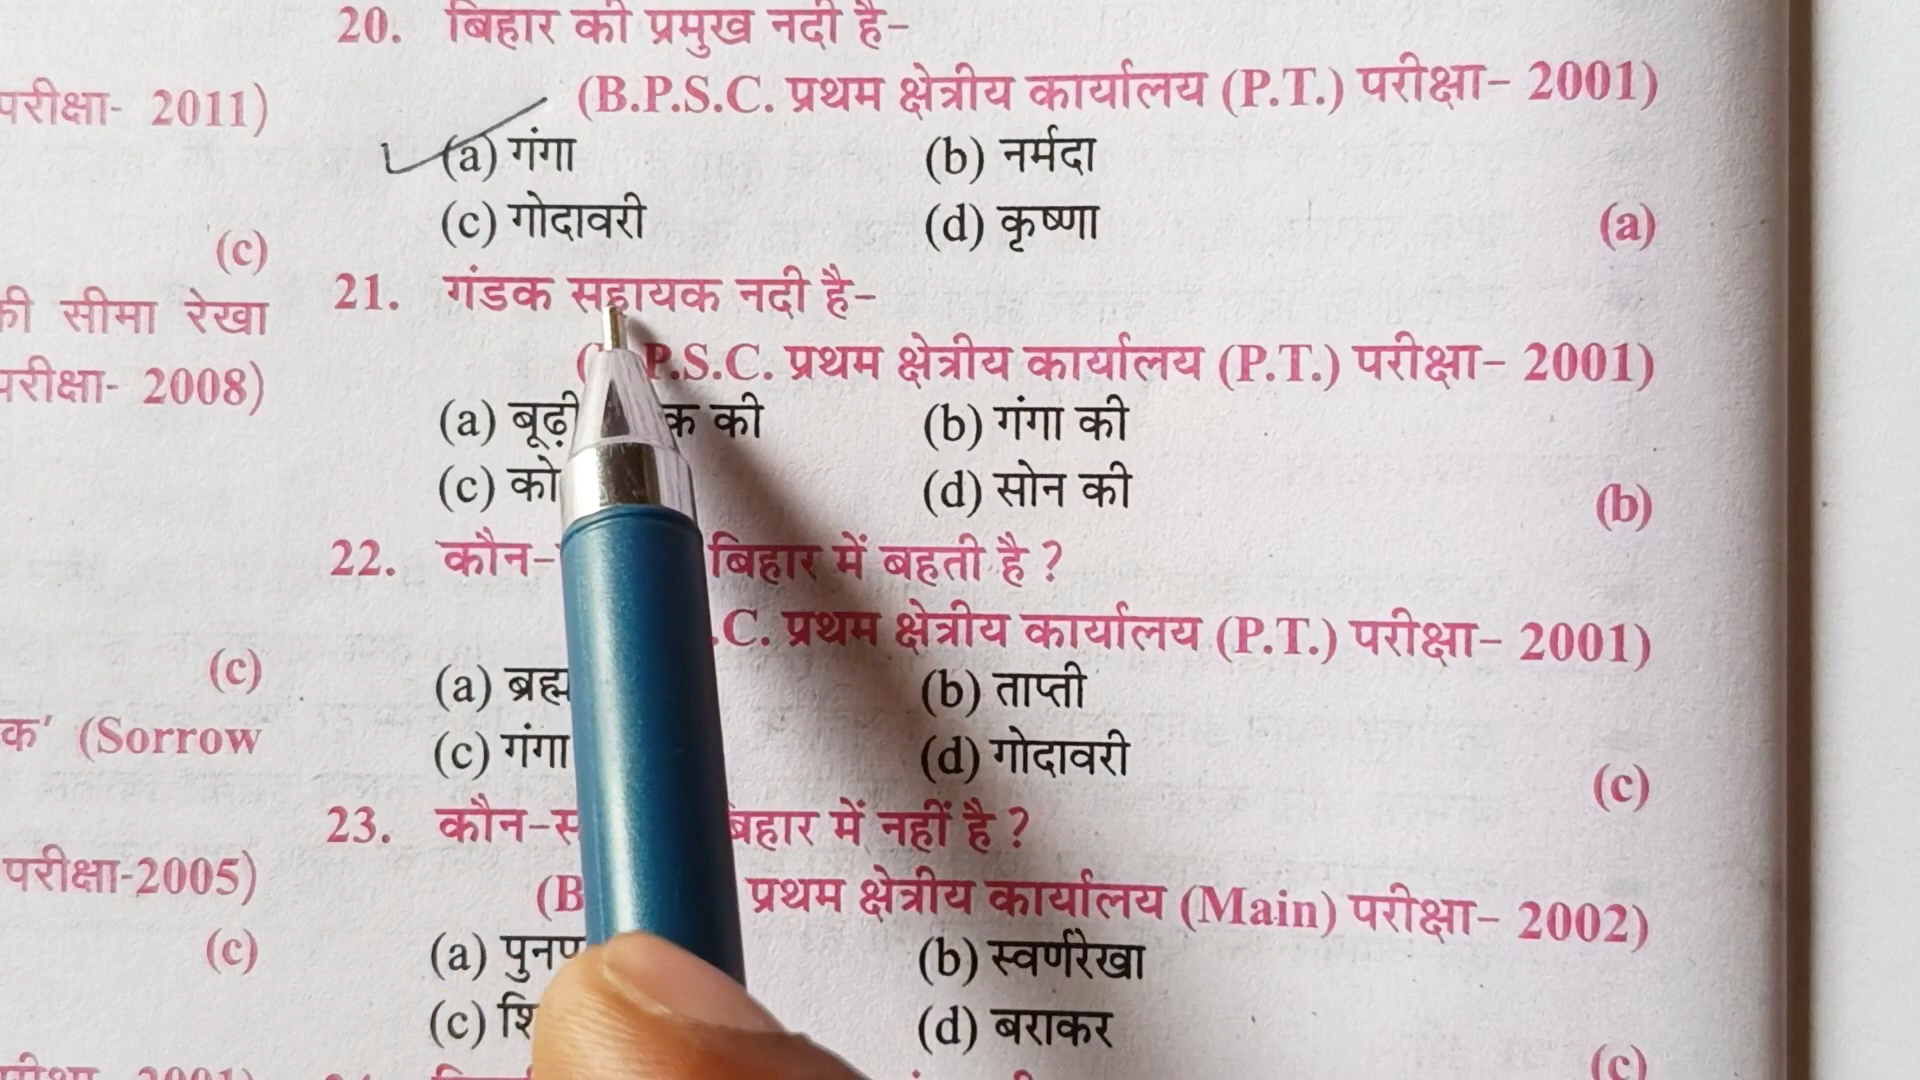 परीक्षा- 2011)
(c)
की सीमा रेखा
परीक्षा- 2008)
(c)
क' (Sorrow
परीक्षा-2005)
(c)
2001)
20. बिहार की प्रमुख नदी है-
(B.P.S.C. प्रथम क्षेत्रीय कार्यालय (P.T.) परीक्षा- 2001)
(a) गंगा (b) नर्मदा
(c) गोदावरी (d) कृष्णा (a)
21. गंडक सहायक नदी है-
P.S.C. प्रथम क्षेत्रीय कार्यालय (P.T.) परीक्षा- 2001)
(a) बूढ़ी की (b) गंगा की
(c) (d) सोन की (b)
22. कौन- बिहार में बहती है ?
.C. प्रथम क्षेत्रीय कार्यालय (P.T.) परीक्षा- 2001)
(a) (b) ताप्ती
(c) गंगा (d) गोदावरी (c)
23. कौन-स बिहार में नहीं है ?
(B प्रथम क्षेत्रीय कार्यालय (Main) परीक्षा- 2002)
(a) (b) स्वर्णरेखा
(c) (d) बराकर (c)